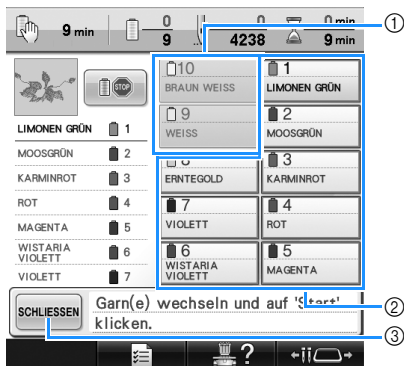 ①
9 min
0
9
0
4238
0 min
9 min
10
BRAUN WEISS
1
LIMONEN GRÜN
9
WEISS
2
MOOSGRÜN
LIMONEN GRÜN 1
MOOSGRÜN 2
KARMINROT 3
ROT 4
MAGENTA 5
WISTARIA
VIOLETT 6
VIOLETT 7
8
ERNTEGOLD
3
KARMINROT
7
VIOLETT
4
ROT
6
WISTARIA
VIOLETT
5
MAGENTA
SCHLIESSEN
Garn(e) wechseln und auf 'Start'
klicken.
②
③
?